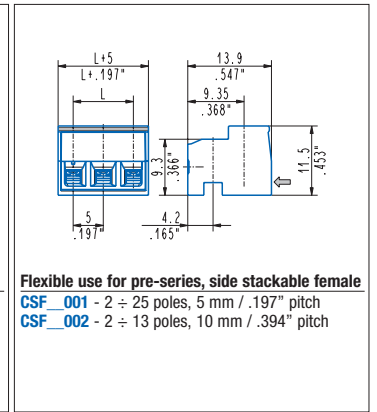 L+5
L+.197"
13.9
.547"
L
9.35
.368"
9.3
.366"
11.5
.453"
5
.197"
4.2
.165"
Flexible use for pre-series, side stackable female
CSF__001 - 2 ÷ 25 poles, 5 mm / .197” pitch
CSF__002 - 2 ÷ 13 poles, 10 mm / .394” pitch